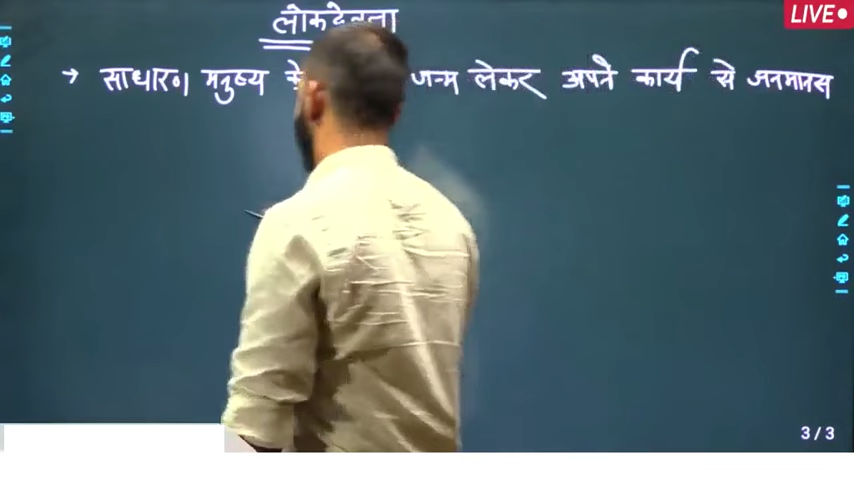 LIVE
लोकदेवता
→ साधारण मनुष्य के जन्म लेकर अपने कार्य से जनमानस
3/3